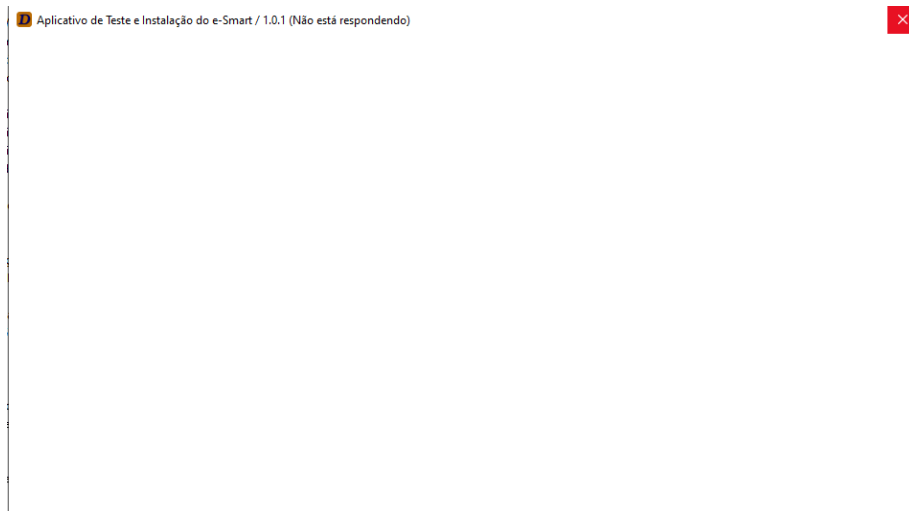 D Aplicativo de Teste e Instalação do e-Smart / 1.0.1 (Não está respondendo)